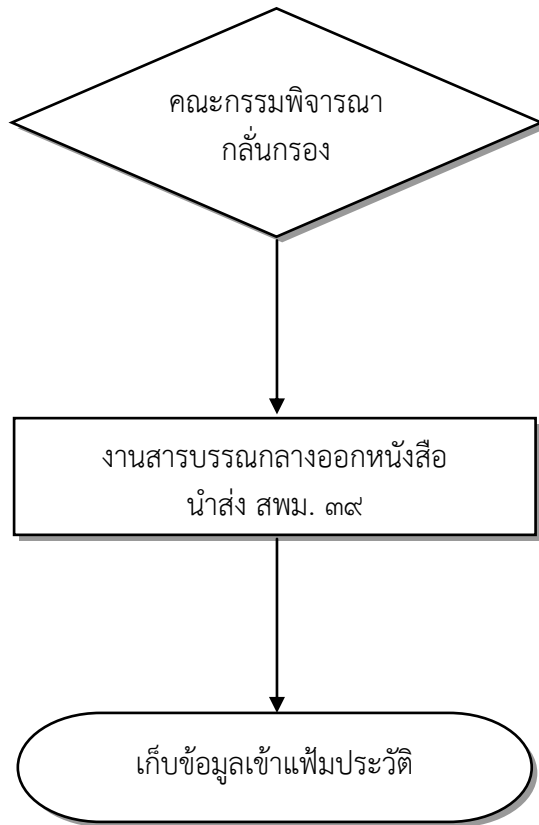 คณะกรรมพิจารณา
กลั่นกรอง
งานสารบรรณกลางออกหนังสือ
นำส่ง สพม. ๓๙
เก็บข้อมูลเข้าแฟ้มประวัติ